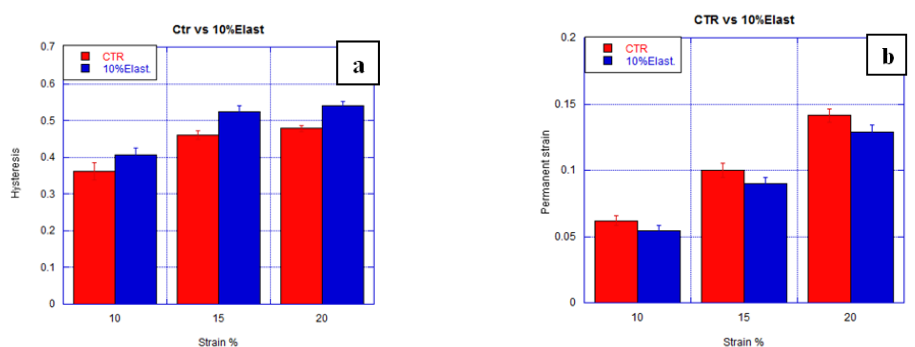 Ctr vs 10%Elast
0.7
0.6
0.5
0.4
0.3
0.2
0.1
0
Hysteresis
CTR
10%Elast.
a
10
15
20
Strain %
CTR vs 10%Elast
0.2
0.15
0.1
0.05
0
Permanent strain
CTR
10%Elast.
b
10
15
20
Strain %